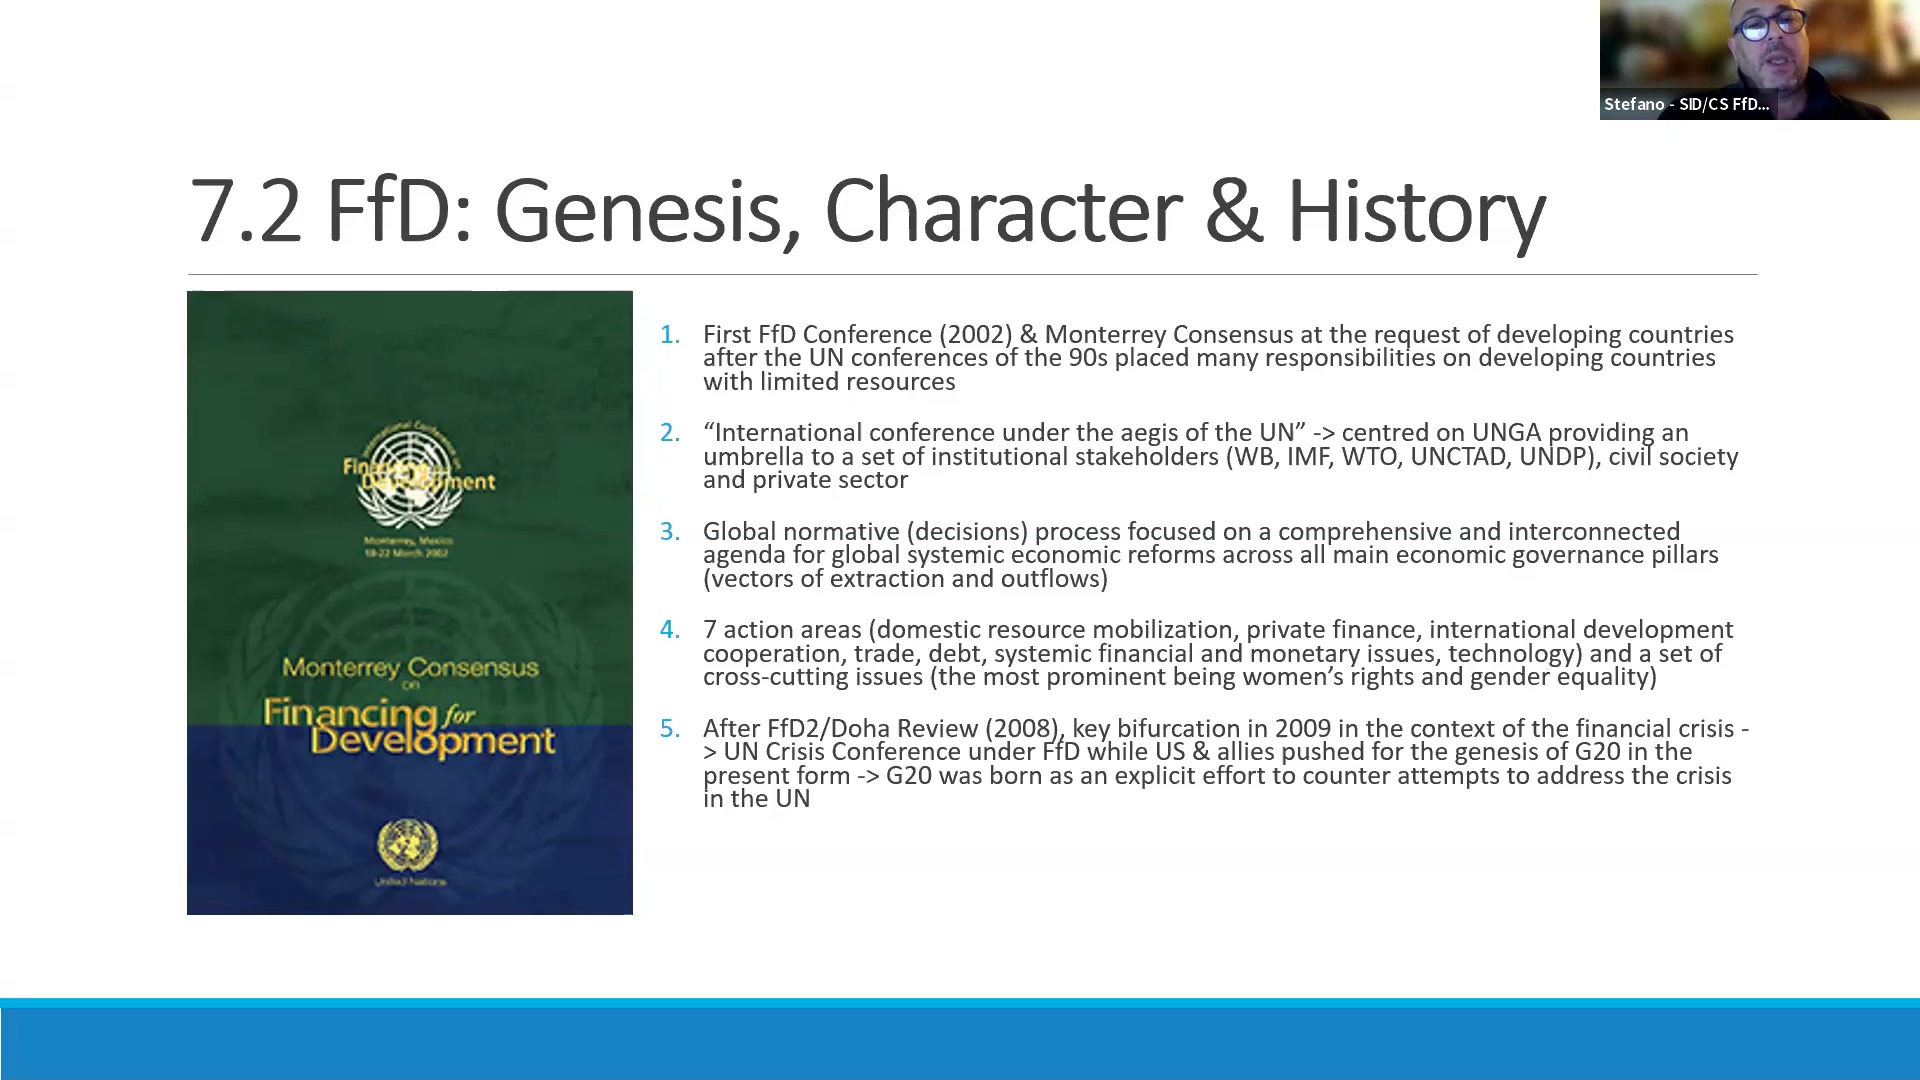 Stefano - SID/CS FfD...
7.2 FfD: Genesis, Character & History
International Conference on
Financing for
Development
Monterrey, Mexico
18-22 March 2002
Monterrey Consensus
on
Financing for
Development
United Nations
1. First FfD Conference (2002) & Monterrey Consensus at the request of developing countries
after the UN conferences of the 90s placed many responsibilities on developing countries
with limited resources
2. “International conference under the aegis of the UN” -> centred on UNGA providing an
umbrella to a set of institutional stakeholders (WB, IMF, WTO, UNCTAD, UNDP), civil society
and private sector
3. Global normative (decisions) process focused on a comprehensive and interconnected
agenda for global systemic economic reforms across all main economic governance pillars
(vectors of extraction and outflows)
4. 7 action areas (domestic resource mobilization, private finance, international development
cooperation, trade, debt, systemic financial and monetary issues, technology) and a set of
cross-cutting issues (the most prominent being women’s rights and gender equality)
5. After FfD2/Doha Review (2008), key bifurcation in 2009 in the context of the financial crisis -
> UN Crisis Conference under FfD while US & allies pushed for the genesis of G20 in the
present form -> G20 was born as an explicit effort to counter attempts to address the crisis
in the UN